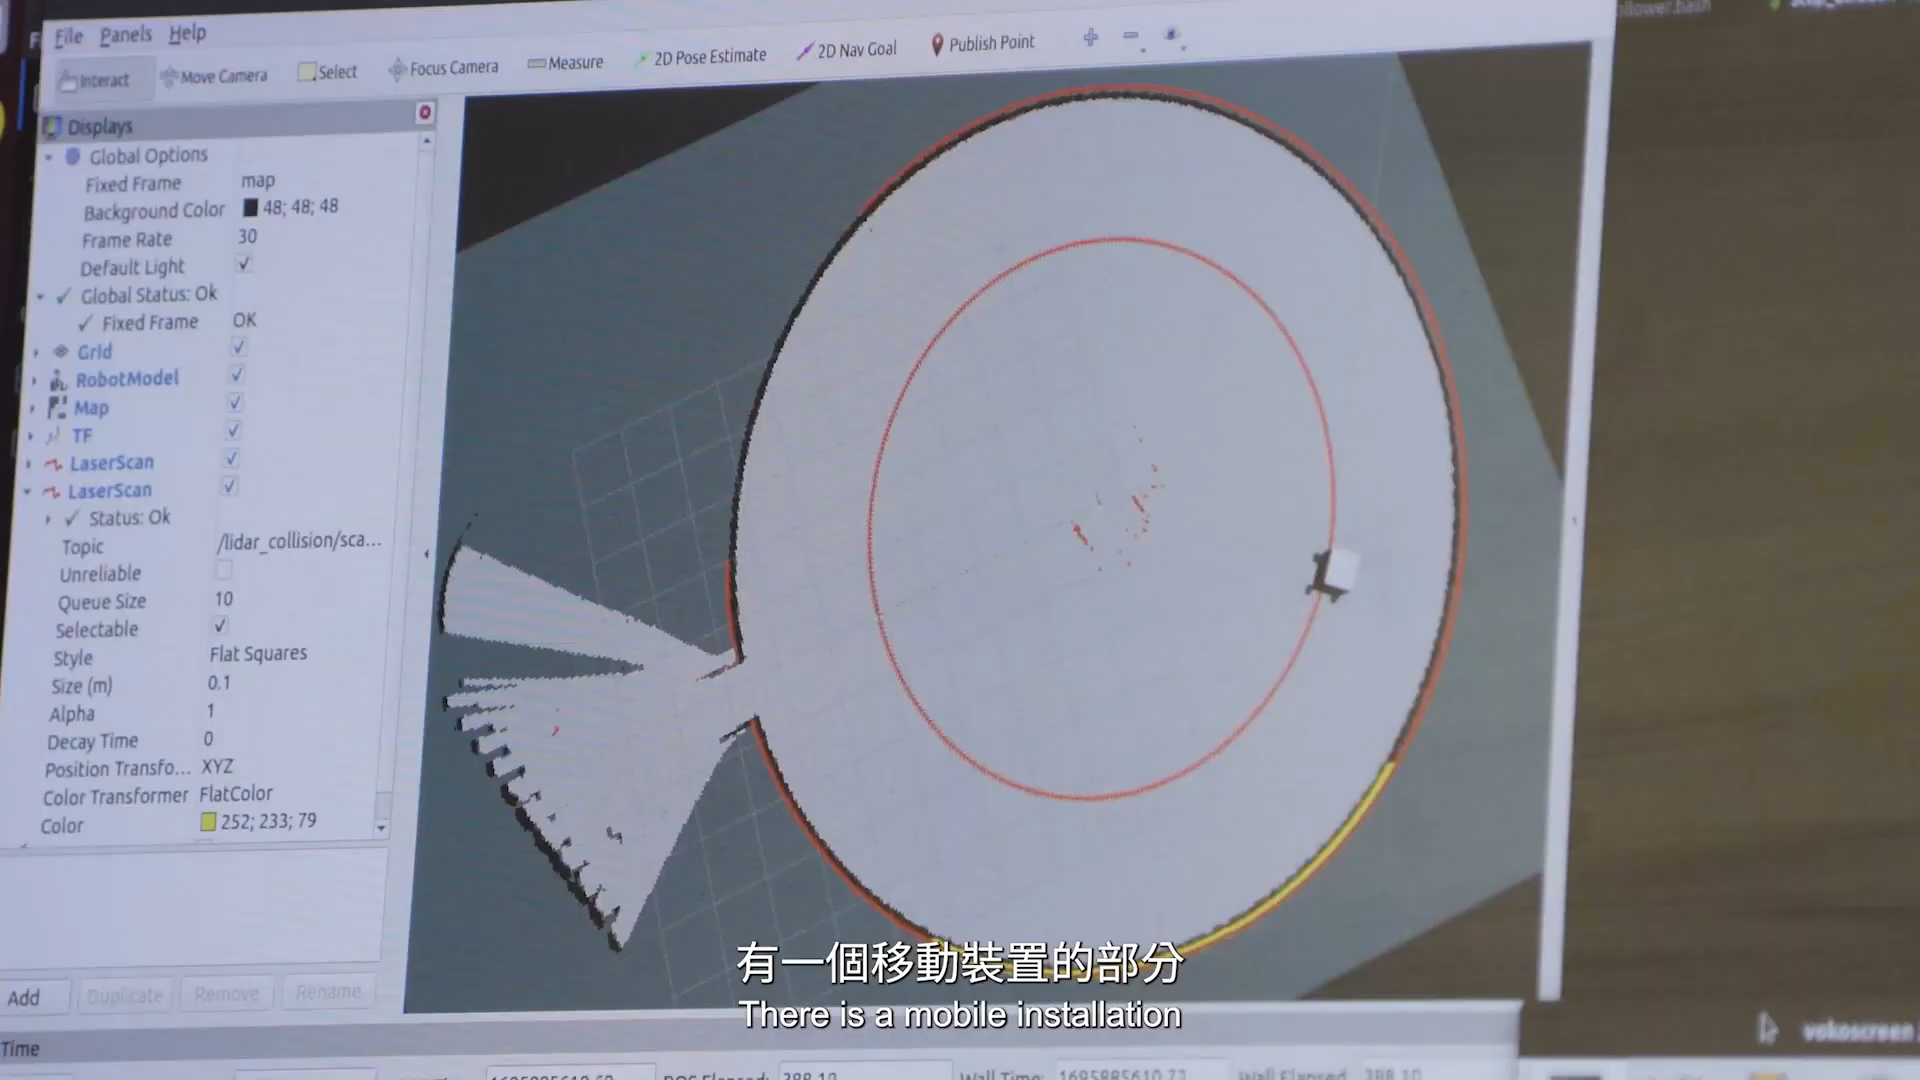 File Panels Help
Interact Move Camera Select Focus Camera Measure 2D Pose Estimate 2D Nav Goal Publish Point
Displays
Global Options
Fixed Frame map
Background Color 48; 48; 48
Frame Rate 30
Default Light
Global Status: Ok
Fixed Frame OK
Grid
RobotModel
Map
TF
LaserScan
LaserScan
Status: Ok
Topic /lidar_collision/sca...
Unreliable
Queue Size 10
Selectable
Style Flat Squares
Size (m) 0.1
Alpha 1
Decay Time 0
Position Transfo... XYZ
Color Transformer FlatColor
Color 252; 233; 79
Add Duplicate Remove Rename
有一個移動裝置的部分
There is a mobile installation
Time
vokoscreen
Wall Time: